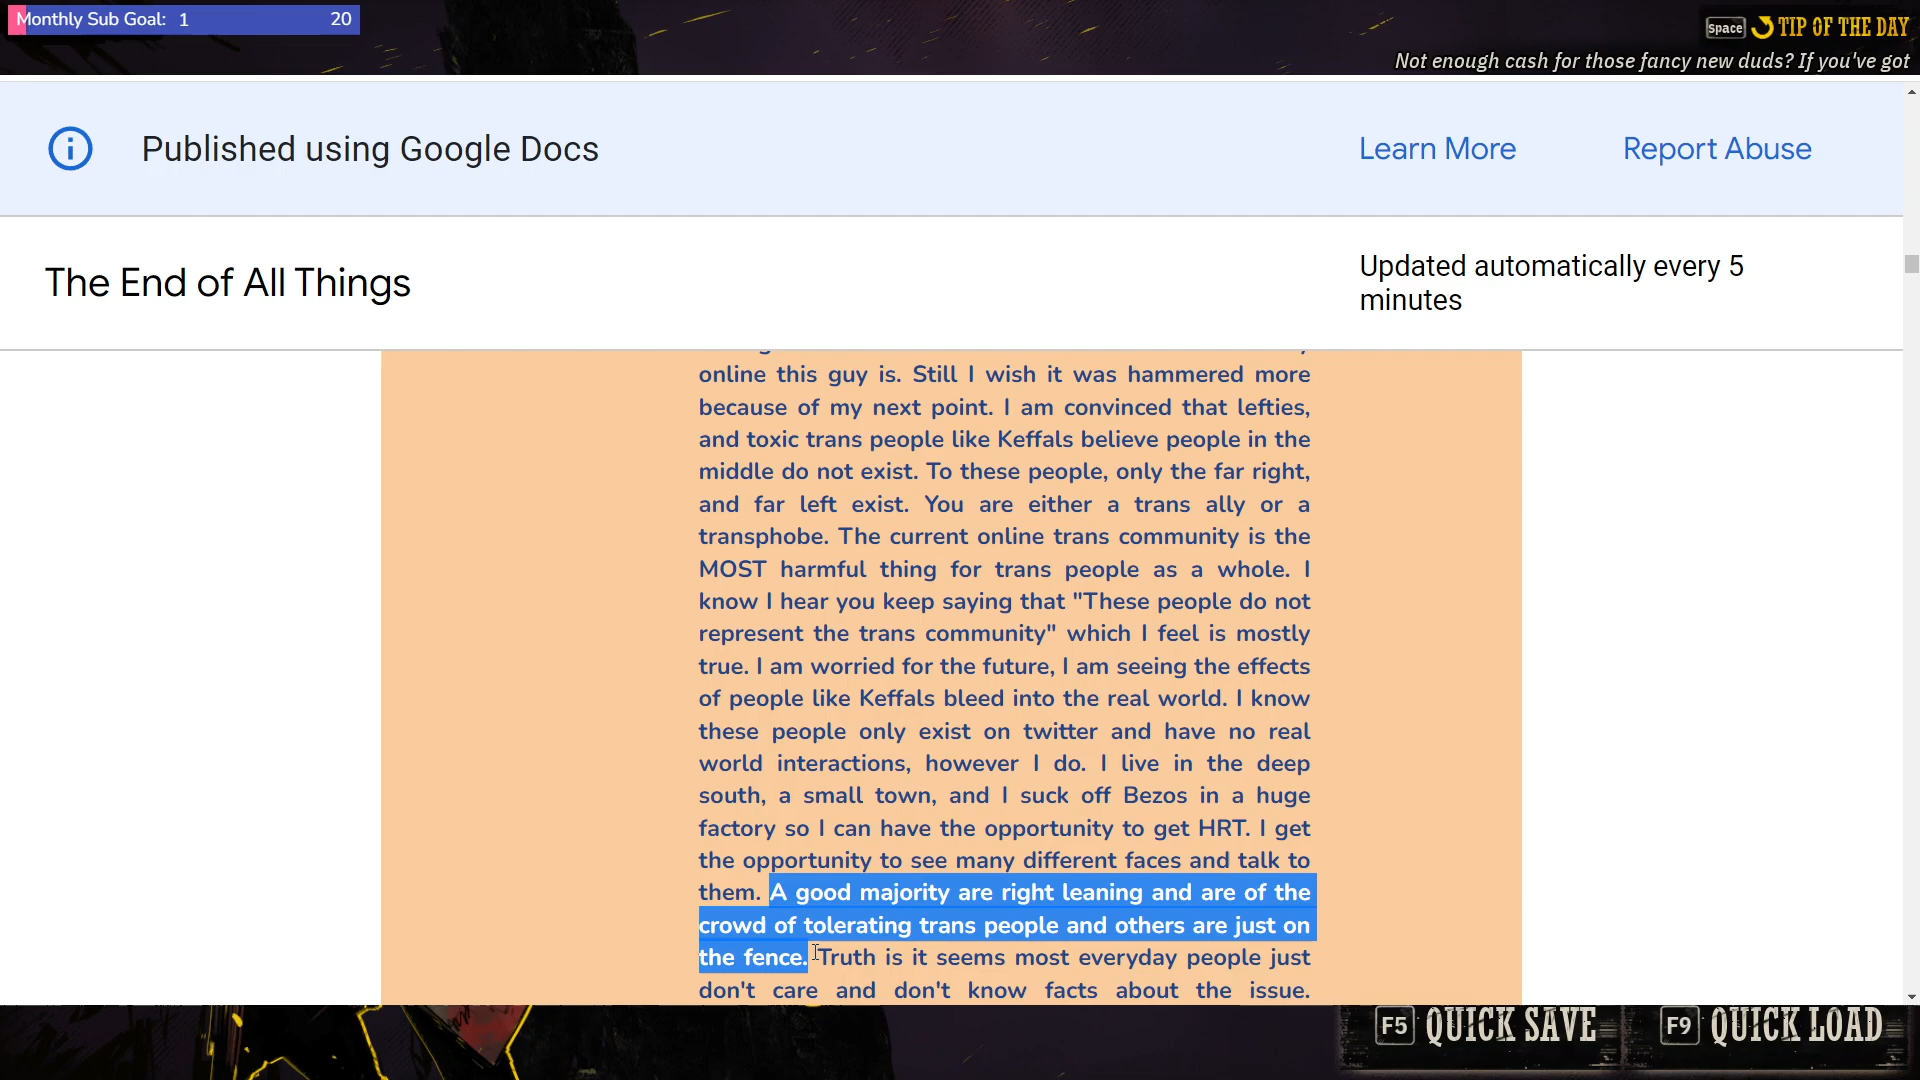 Monthly Sub Goal: 1 20
Space TIP OF THE DAY
Not enough cash for those fancy new duds? If you've got
Published using Google Docs
Learn More
Report Abuse
The End of All Things
Updated automatically every 5
minutes
online this guy is. Still I wish it was hammered more
because of my next point. I am convinced that lefties,
and toxic trans people like Keffals believe people in the
middle do not exist. To these people, only the far right,
and far left exist. You are either a trans ally or a
transphobe. The current online trans community is the
MOST harmful thing for trans people as a whole. I
know I hear you keep saying that "These people do not
represent the trans community" which I feel is mostly
true. I am worried for the future, I am seeing the effects
of people like Keffals bleed into the real world. I know
these people only exist on twitter and have no real
world interactions, however I do. I live in the deep
south, a small town, and I suck off Bezos in a huge
factory so I can have the opportunity to get HRT. I get
the opportunity to see many different faces and talk to
them. A good majority are right leaning and are of the
crowd of tolerating trans people and others are just on
the fence. Truth is it seems most everyday people just
don't care and don't know facts about the issue.
F5 QUICK SAVE
F9 QUICK LOAD